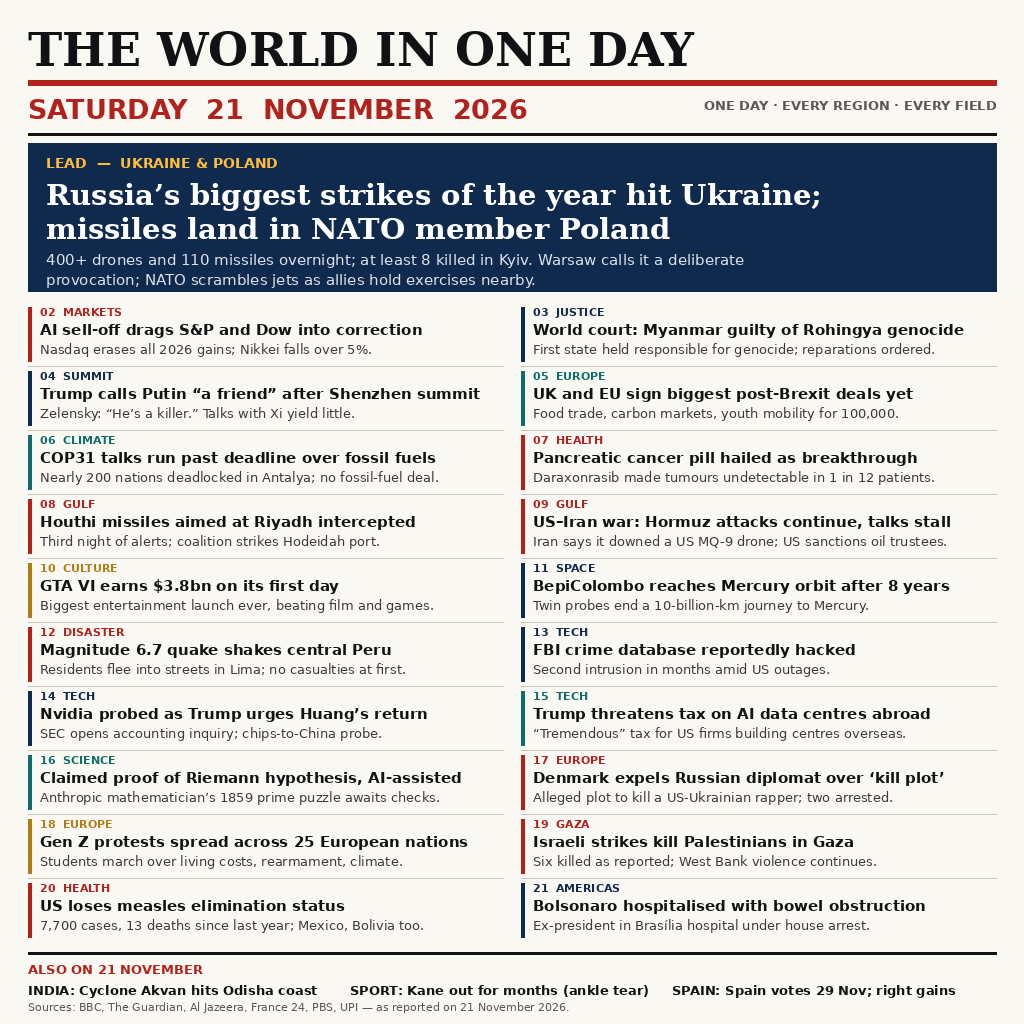 THE WORLD IN ONE DAY
SATURDAY 21 NOVEMBER 2026
ONE DAY · EVERY REGION · EVERY FIELD
LEAD — UKRAINE & POLAND
Russia’s biggest strikes of the year hit Ukraine;
missiles land in NATO member Poland
400+ drones and 110 missiles overnight; at least 8 killed in Kyiv. Warsaw calls it a deliberate
provocation; NATO scrambles jets as allies hold exercises nearby.
02 MARKETS
AI sell-off drags S&P and Dow into correction
Nasdaq erases all 2026 gains; Nikkei falls over 5%.
03 JUSTICE
World court: Myanmar guilty of Rohingya genocide
First state held responsible for genocide; reparations ordered.
04 SUMMIT
Trump calls Putin “a friend” after Shenzhen summit
Zelensky: “He’s a killer.” Talks with Xi yield little.
05 EUROPE
UK and EU sign biggest post-Brexit deals yet
Food trade, carbon markets, youth mobility for 100,000.
06 CLIMATE
COP31 talks run past deadline over fossil fuels
Nearly 200 nations deadlocked in Antalya; no fossil-fuel deal.
07 HEALTH
Pancreatic cancer pill hailed as breakthrough
Daraxonrasib made tumours undetectable in 1 in 12 patients.
08 GULF
Houthi missiles aimed at Riyadh intercepted
Third night of alerts; coalition strikes Hodeidah port.
09 GULF
US–Iran war: Hormuz attacks continue, talks stall
Iran says it downed a US MQ-9 drone; US sanctions oil trustees.
10 CULTURE
GTA VI earns $3.8bn on its first day
Biggest entertainment launch ever, beating film and games.
11 SPACE
BepiColombo reaches Mercury orbit after 8 years
Twin probes end a 10-billion-km journey to Mercury.
12 DISASTER
Magnitude 6.7 quake shakes central Peru
Residents flee into streets in Lima; no casualties at first.
13 TECH
FBI crime database reportedly hacked
Second intrusion in months amid US outages.
14 TECH
Nvidia probed as Trump urges Huang’s return
SEC opens accounting inquiry; chips-to-China probe.
15 TECH
Trump threatens tax on AI data centres abroad
“Tremendous” tax for US firms building centres overseas.
16 SCIENCE
Claimed proof of Riemann hypothesis, AI-assisted
Anthropic mathematician’s 1859 prime puzzle awaits checks.
17 EUROPE
Denmark expels Russian diplomat over ‘kill plot’
Alleged plot to kill a US-Ukrainian rapper; two arrested.
18 EUROPE
Gen Z protests spread across 25 European nations
Students march over living costs, rearmament, climate.
19 GAZA
Israeli strikes kill Palestinians in Gaza
Six killed as reported; West Bank violence continues.
20 HEALTH
US loses measles elimination status
7,700 cases, 13 deaths since last year; Mexico, Bolivia too.
21 AMERICAS
Bolsonaro hospitalised with bowel obstruction
Ex-president in Brasília hospital under house arrest.
ALSO ON 21 NOVEMBER
INDIA: Cyclone Akvan hits Odisha coast SPORT: Kane out for months (ankle tear) SPAIN: Spain votes 29 Nov; right gains
Sources: BBC, The Guardian, Al Jazeera, France 24, PBS, UPI — as reported on 21 November 2026.